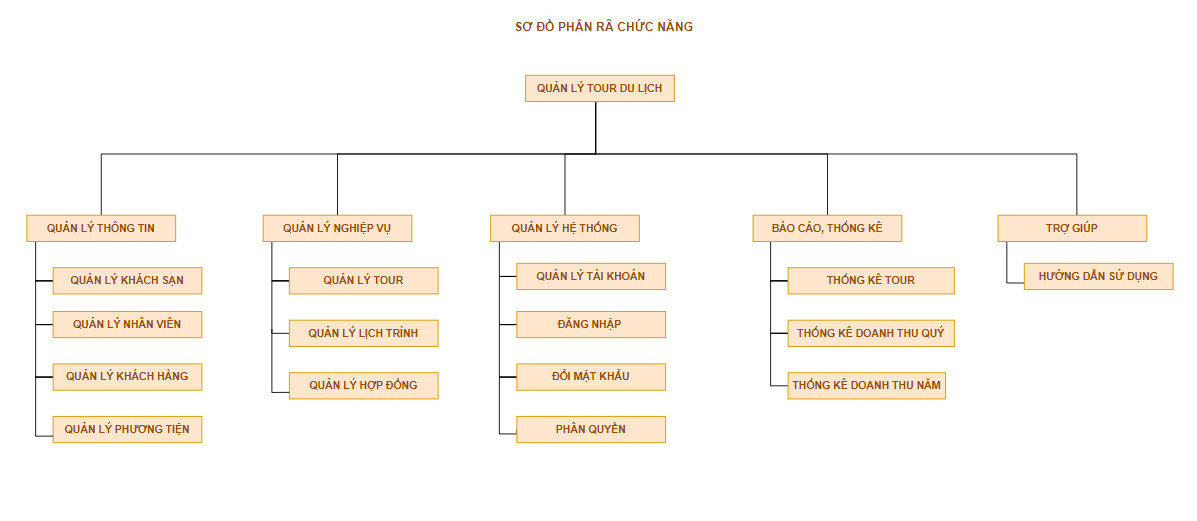 SƠ ĐỒ PHÂN RÃ CHỨC NĂNG
QUẢN LÝ TOUR DU LỊCH
QUẢN LÝ THÔNG TIN
QUẢN LÝ KHÁCH SẠN
QUẢN LÝ NHÂN VIÊN
QUẢN LÝ KHÁCH HÀNG
QUẢN LÝ PHƯƠNG TIỆN
QUẢN LÝ NGHIỆP VỤ
QUẢN LÝ TOUR
QUẢN LÝ LỊCH TRÌNH
QUẢN LÝ HỢP ĐỒNG
QUẢN LÝ HỆ THỐNG
QUẢN LÝ TÀI KHOẢN
ĐĂNG NHẬP
ĐỔI MẬT KHẨU
PHÂN QUYỀN
BÁO CÁO, THỐNG KÊ
THỐNG KÊ TOUR
THỐNG KÊ DOANH THU QUÝ
THỐNG KÊ DOANH THU NĂM
TRỢ GIÚP
HƯỚNG DẪN SỬ DỤNG